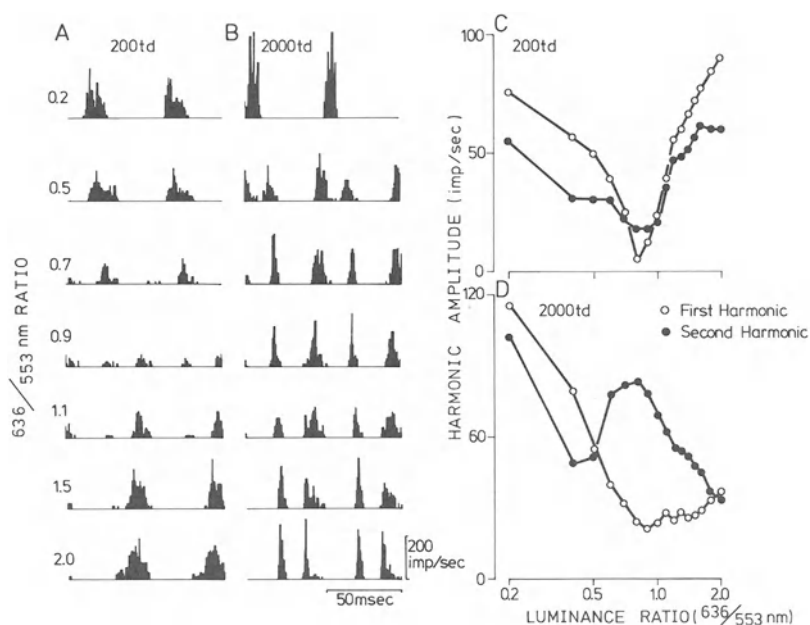 A
200td
B
2000td
0.2
0.5
0.7
0.9
1.1
1.5
2.0
636/553 nm RATIO
200
imp/sec
50msec
HARMONIC AMPLITUDE (imp/sec)
C
200td
100
50
0
D
2000td
First Harmonic
Second Harmonic
120
60
0
0.2
0.5
1.0
2.0
LUMINANCE RATIO (636/553 nm)